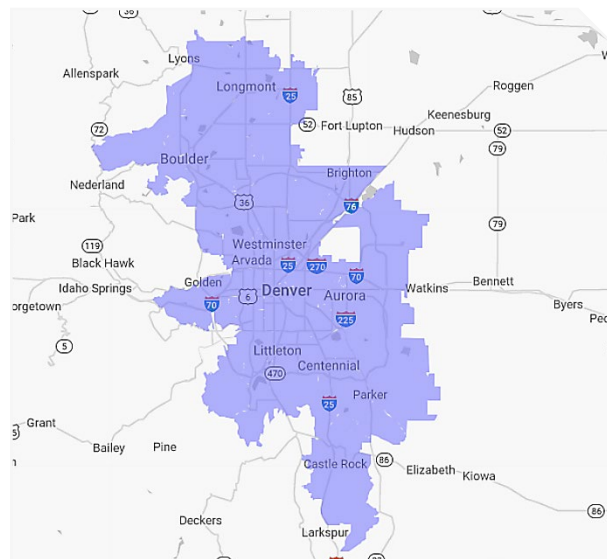 36
85
Lyons
Allenspark
Longmont
25
85
Roggen
Keenesburg
52
Fort Lupton
Hudson
52
72
79
Boulder
Brighton
Nederland
36
76
Park
79
119
Westminster
Arvada
Black Hawk
25
270
70
Golden
Idaho Springs
6
Denver
Aurora
Watkins
Bennett
orgetown
70
Byers
225
5
Littleton
Centennial
470
25
Parker
Grant
Bailey
Pine
Castle Rock
86
Elizabeth
Kiowa
86
Deckers
Larkspur